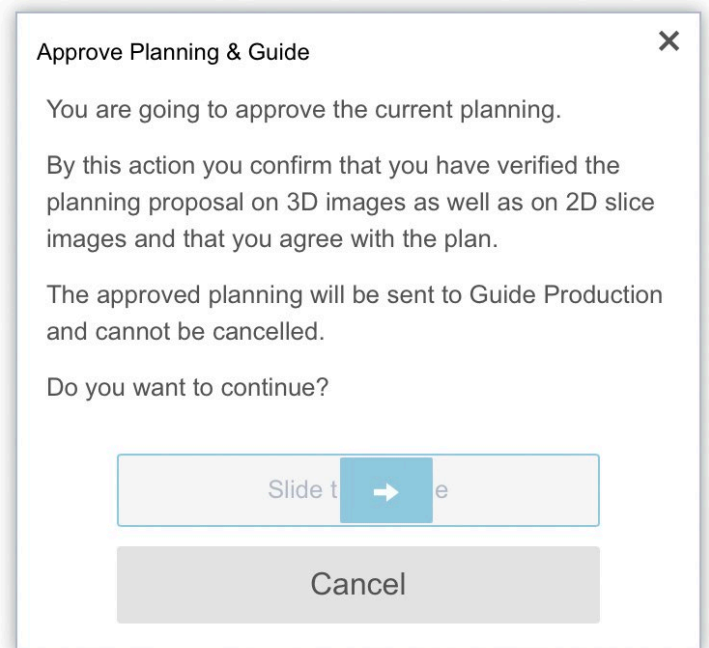 Approve Planning & Guide
You are going to approve the current planning.
By this action you confirm that you have verified the
planning proposal on 3D images as well as on 2D slice
images and that you agree with the plan.
The approved planning will be sent to Guide Production
and cannot be cancelled.
Do you want to continue?
Slide t e
Cancel